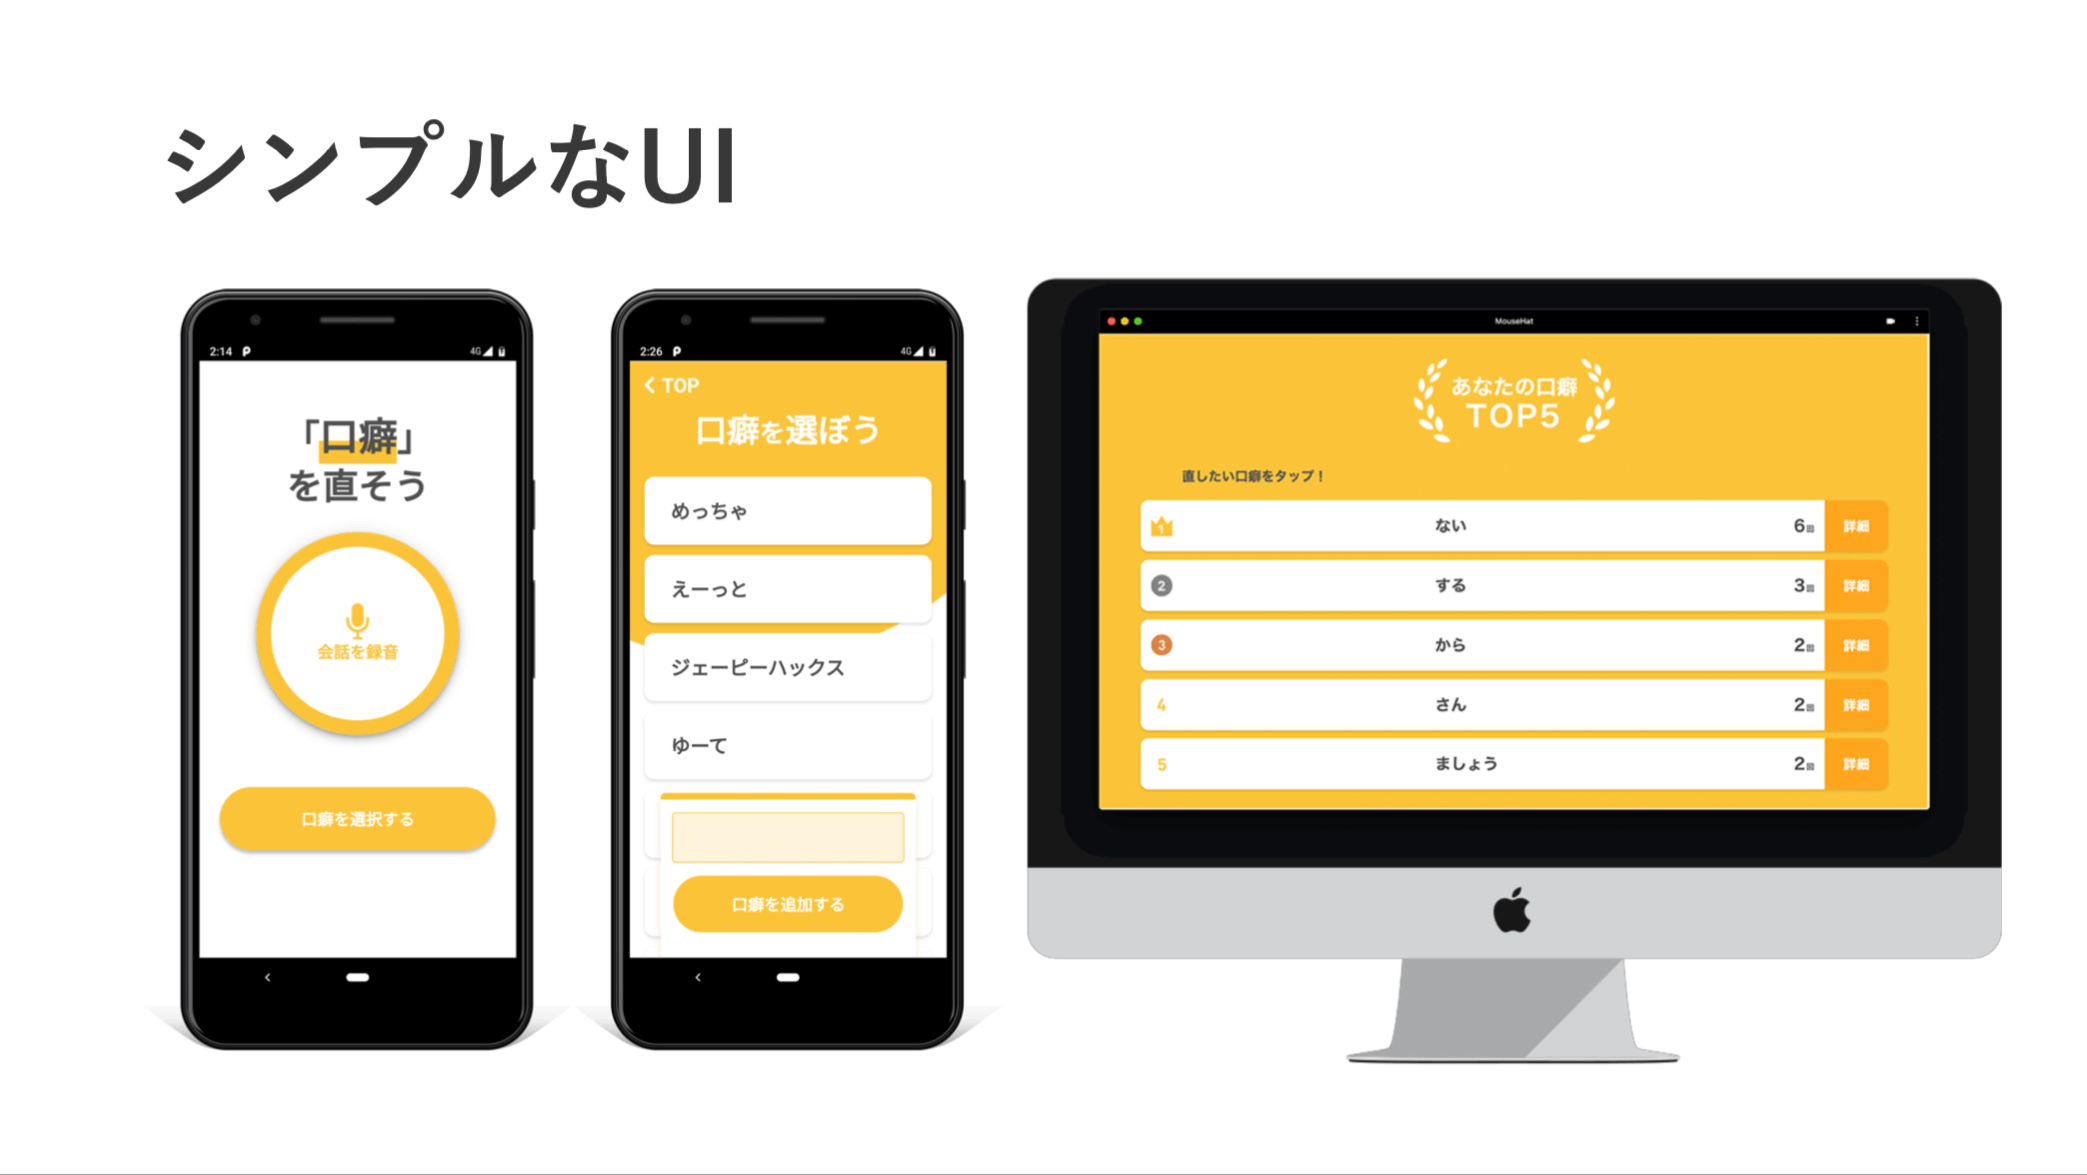 シンプルなUI
2:14
4G
「口癖」
を直そう
会話を録音
口癖を選択する
2:26
4G
TOP
口癖を選ぼう
めっちゃ
えーっと
ジェーピーハックス
ゆーて
口癖を追加する
MouseHat
あなたの口癖
TOP5
直したい口癖をタップ！
1 ない 6回 詳細
2 する 3回 詳細
3 から 2回 詳細
4 さん 2回 詳細
5 ましょう 2回 詳細